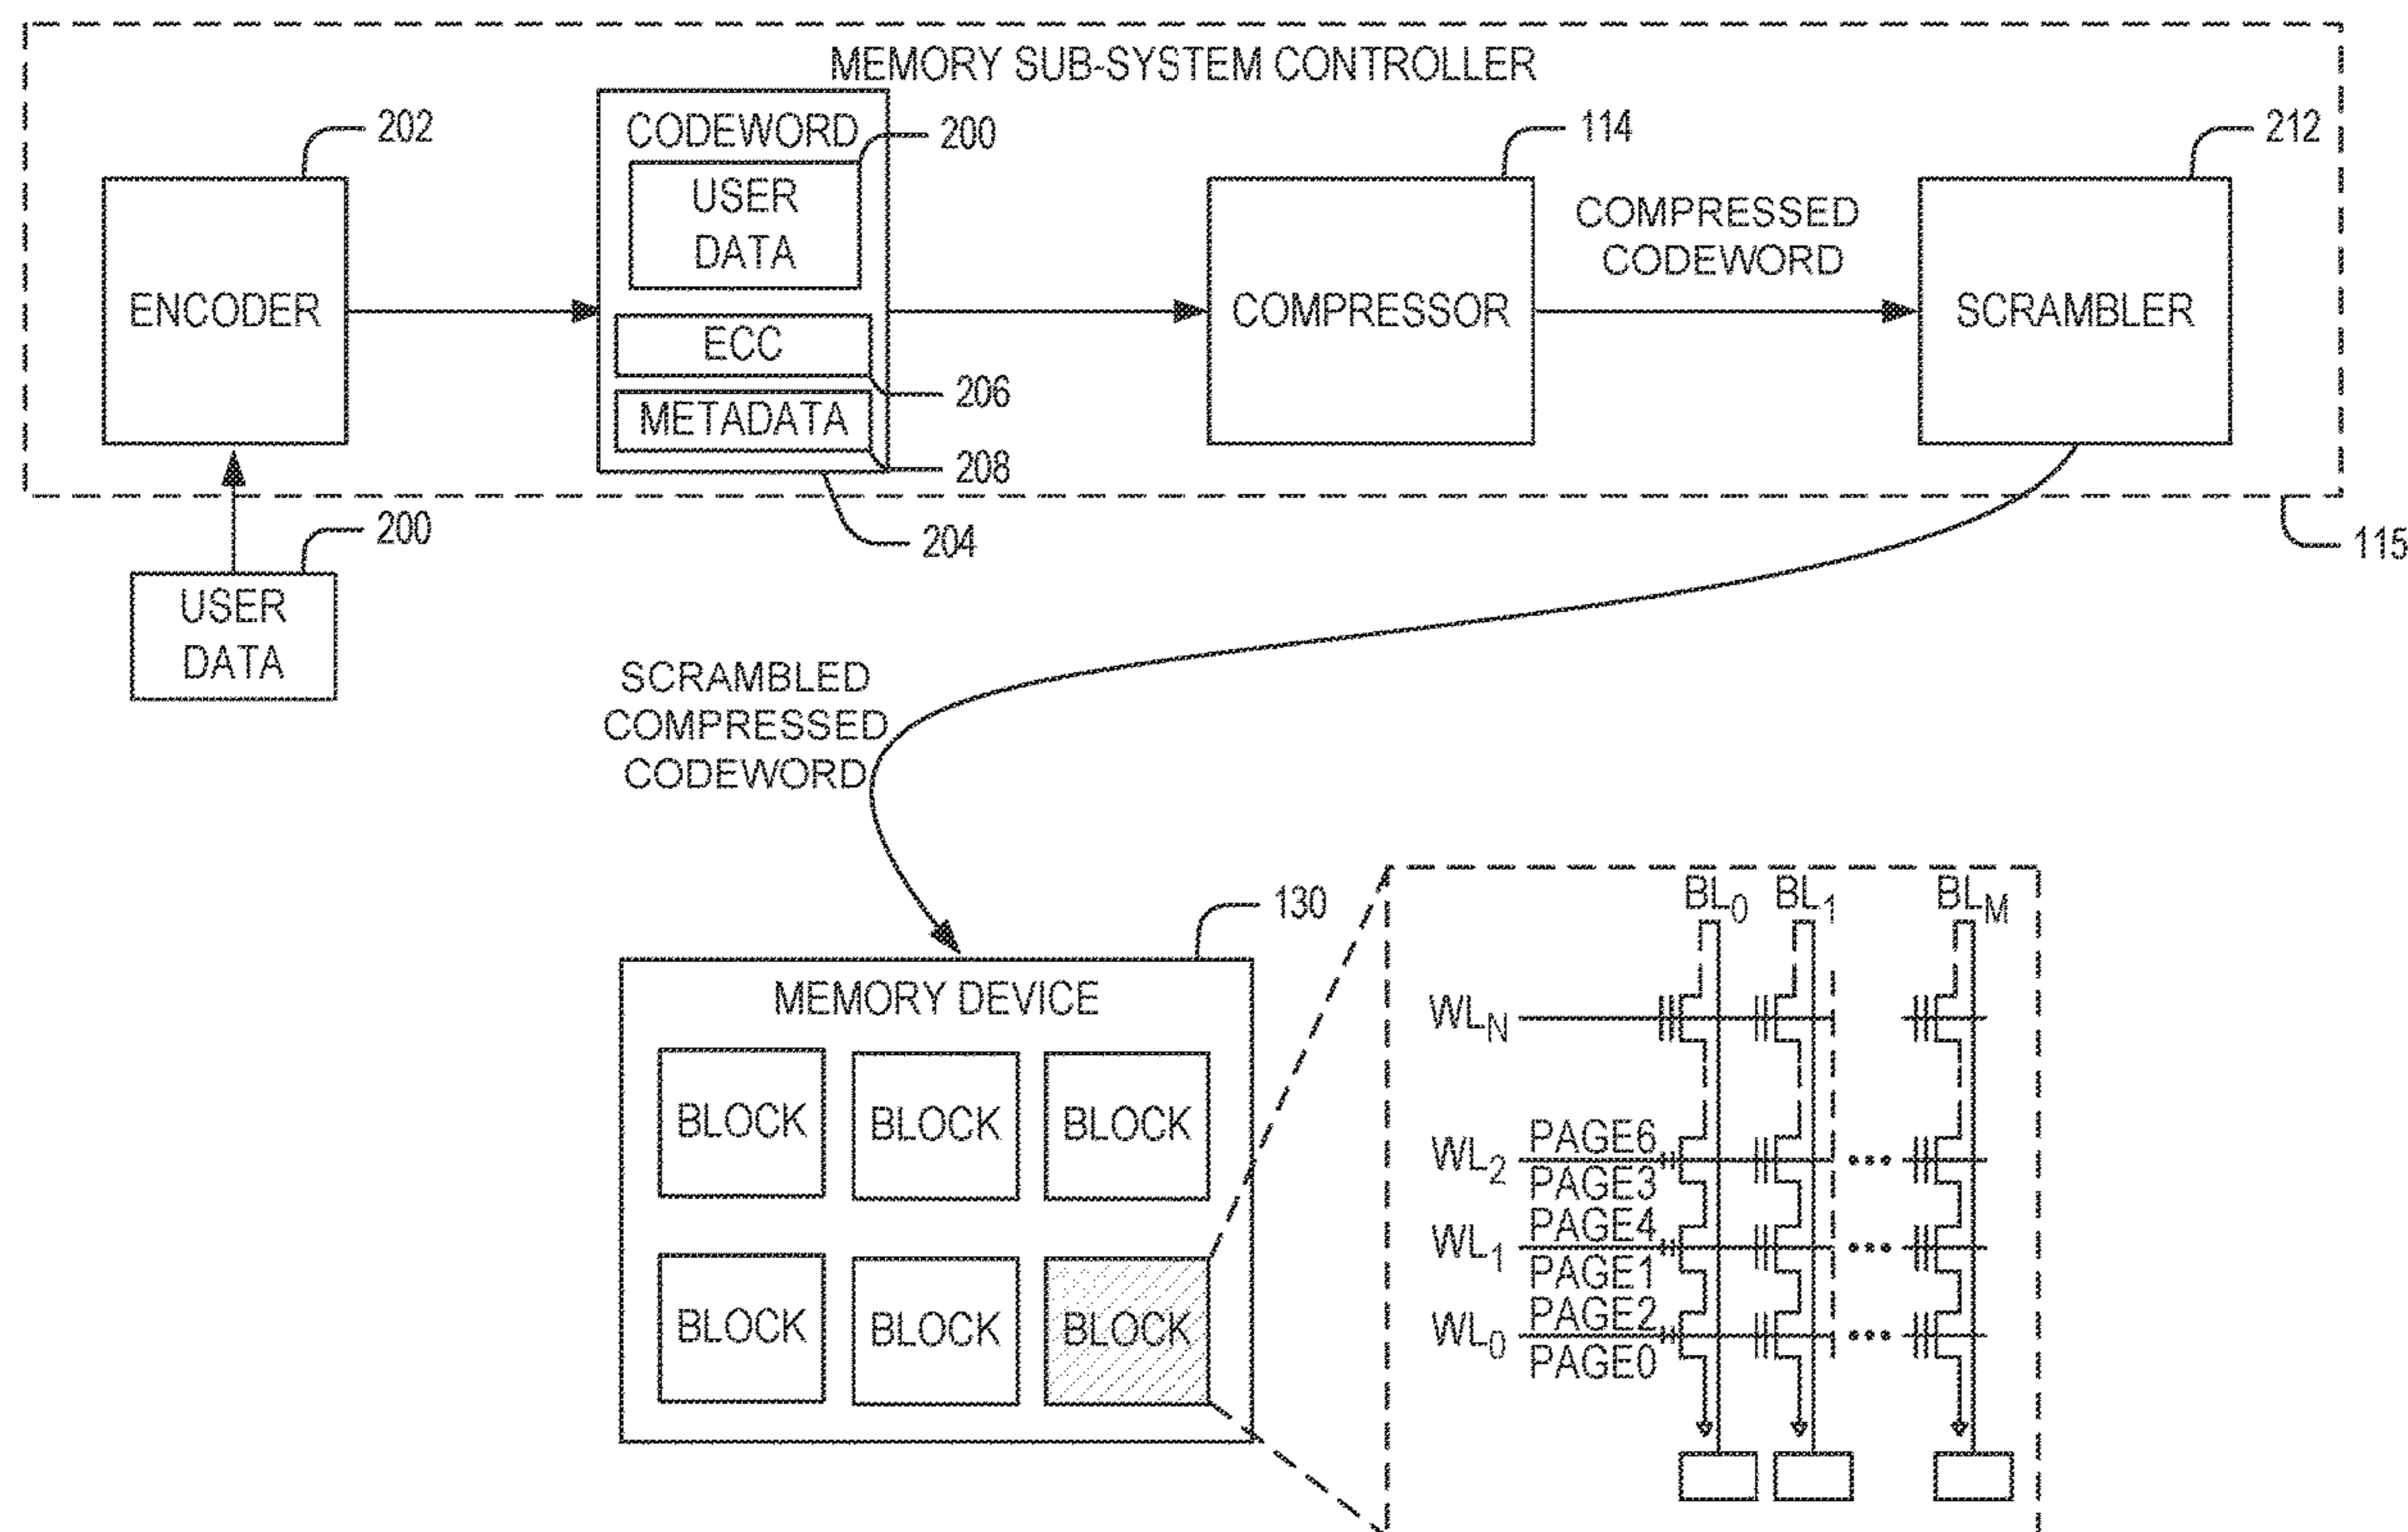 MEMORY SUB-SYSTEM CONTROLLER
202
CODEWORD
200
114
212
USER
DATA
COMPRESSED
CODEWORD
ENCODER
COMPRESSOR
SCRAMBLER
ECC
206
METADATA
208
200
204
115
USER
DATA
SCRAMBLED
COMPRESSED
CODEWORD
130
BL0 BL1 BLM
MEMORY DEVICE
WLN
BLOCK BLOCK BLOCK
PAGE6
WL2
PAGE3
PAGE4
WL1
PAGE1
BLOCK BLOCK BLOCK
PAGE2
WL0
PAGE0